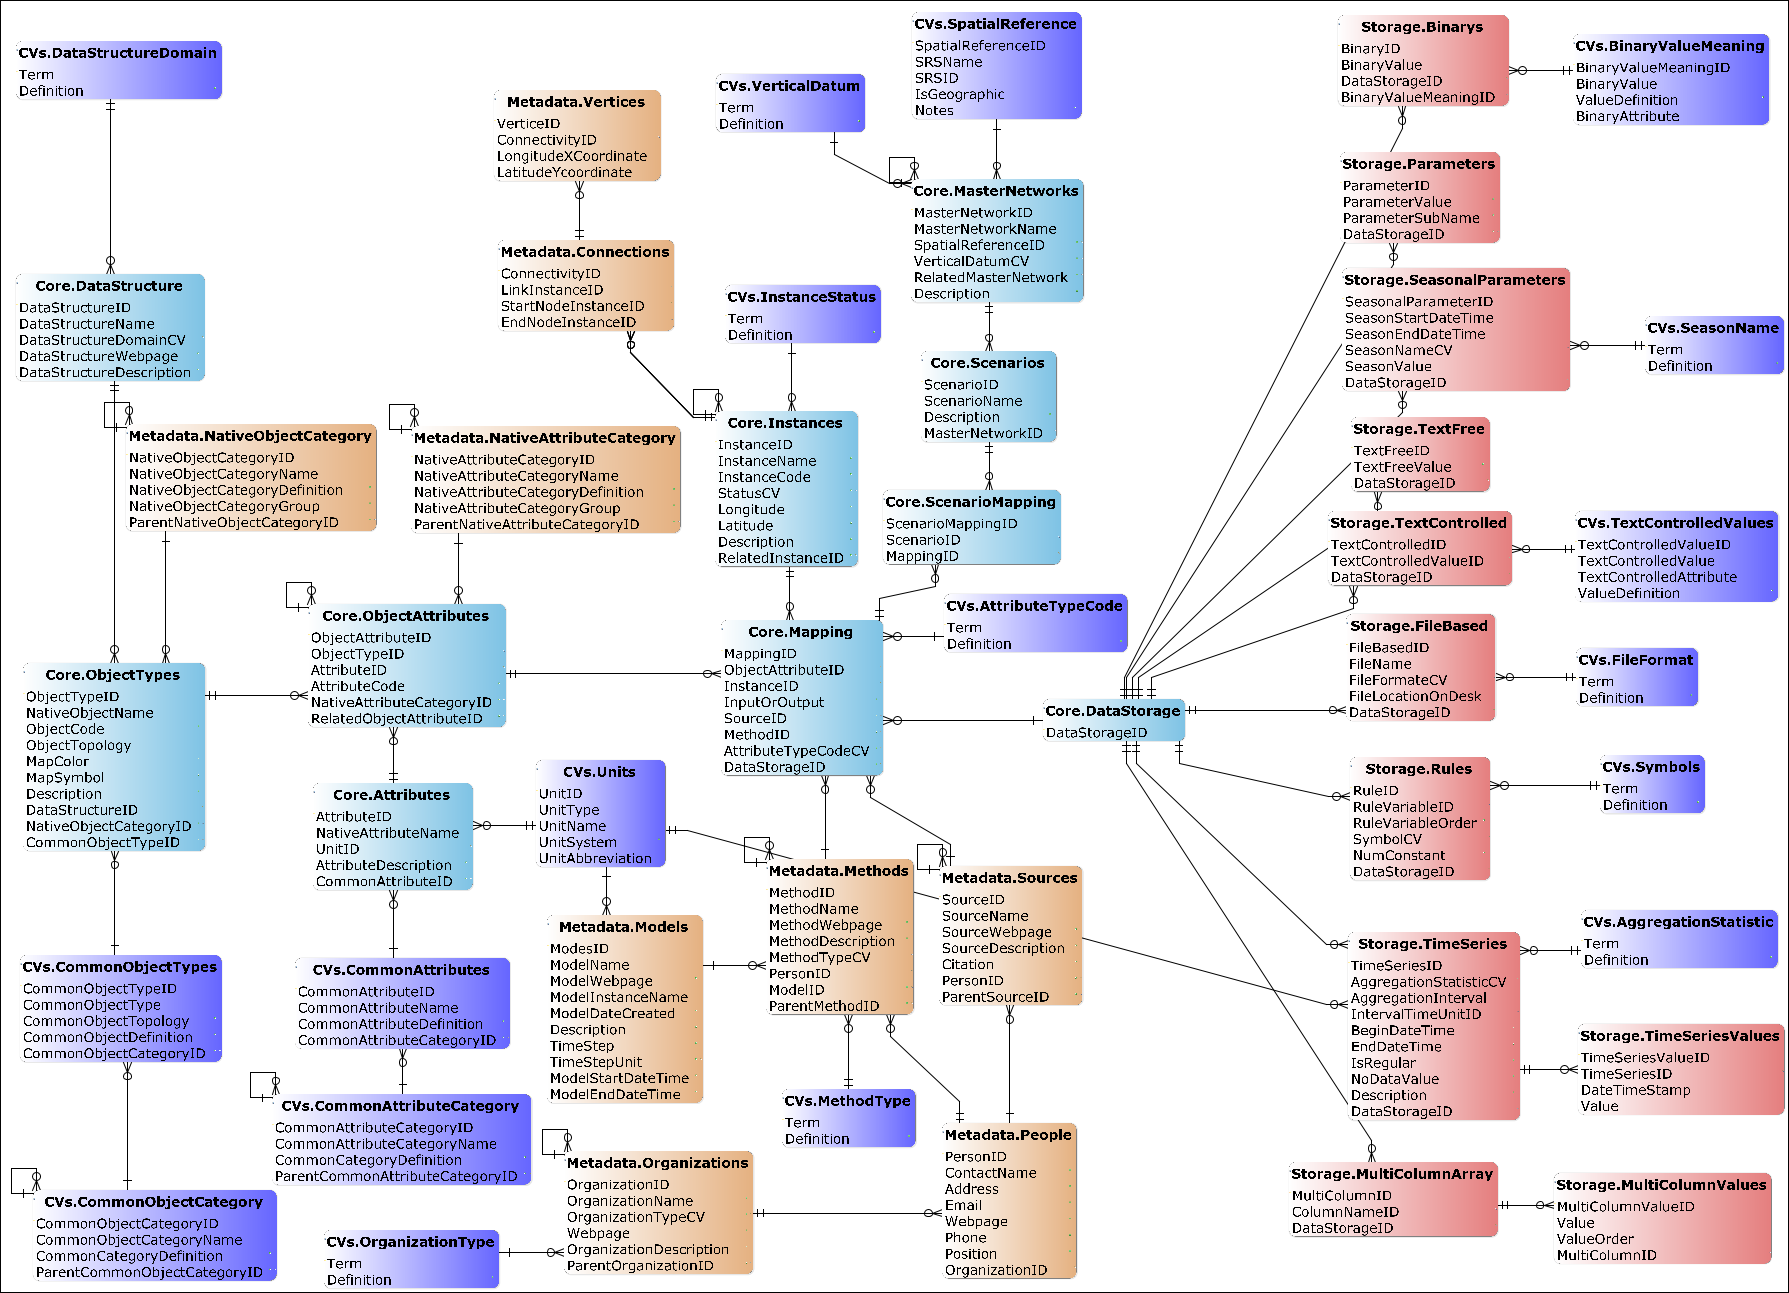 CVs.DataStructureDomain
Term
Definition
Core.DataStructure
DataStructureID
DataStructureName
DataStructureDomainCV
DataStructureWebpage
DataStructureDescription
Metadata.NativeObjectCategory
NativeObjectCategoryID
NativeObjectCategoryName
NativeObjectCategoryDefinition
NativeObjectCategoryGroup
ParentNativeObjectCategoryID
Core.ObjectTypes
ObjectTypeID
NativeObjectName
ObjectCode
ObjectTopology
MapColor
MapSymbol
Description
DataStructureID
NativeObjectCategoryID
CommonObjectTypeID
CVs.CommonObjectTypes
CommonObjectTypeID
CommonObjectType
CommonObjectTopology
CommonObjectDefinition
CommonObjectCategoryID
CVs.CommonObjectCategory
CommonObjectCategoryID
CommonObjectCategoryName
CommonCategoryDefinition
ParentCommonObjectCategoryID
Metadata.NativeAttributeCategory
NativeAttributeCategoryID
NativeAttributeCategoryName
NativeAttributeCategoryDefinition
NativeAttributeCategoryGroup
ParentNativeAttributeCategoryID
Core.ObjectAttributes
ObjectAttributeID
ObjectTypeID
AttributeID
AttributeCode
NativeAttributeCategoryID
RelatedObjectAttributeID
Core.Attributes
AttributeID
NativeAttributeName
UnitID
AttributeDescription
CommonAttributeID
CVs.CommonAttributes
CommonAttributeID
CommonAttributeName
CommonAttributeDefinition
CommonAttributeCategoryID
CVs.CommonAttributeCategory
CommonAttributeCategoryID
CommonAttributeCategoryName
CommonCategoryDefinition
ParentCommonAttributeCategoryID
CVs.OrganizationType
Term
Definition
Metadata.Vertices
VerticeID
ConnectivityID
LongitudeXCoordinate
LatitudeYcoordinate
Metadata.Connections
ConnectivityID
LinkInstanceID
StartNodeInstanceID
EndNodeInstanceID
CVs.Units
UnitID
UnitType
UnitName
UnitSystem
UnitAbbreviation
Metadata.Models
ModesID
ModelName
ModelWebpage
ModelInstanceName
ModelDateCreated
Description
TimeStep
TimeStepUnit
ModelStartDateTime
ModelEndDateTime
Metadata.Organizations
OrganizationID
OrganizationName
OrganizationTypeCV
Webpage
OrganizationDescription
ParentOrganizationID
CVs.VerticalDatum
Term
Definition
CVs.InstanceStatus
Term
Definition
Core.Instances
InstanceID
InstanceName
InstanceCode
StatusCV
Longitude
Latitude
Description
RelatedInstanceID
Core.Mapping
MappingID
ObjectAttributeID
InstanceID
InputOrOutput
SourceID
MethodID
AttributeTypeCodeCV
DataStorageID
Metadata.Methods
MethodID
MethodName
MethodWebpage
MethodDescription
MethodTypeCV
PersonID
ModelID
ParentMethodID
CVs.MethodType
Term
Definition
CVs.SpatialReference
SpatialReferenceID
SRSName
SRSID
IsGeographic
Notes
Core.MasterNetworks
MasterNetworkID
MasterNetworkName
SpatialReferenceID
VerticalDatumCV
RelatedMasterNetwork
Description
Core.Scenarios
ScenarioID
ScenarioName
Description
MasterNetworkID
Core.ScenarioMapping
ScenarioMappingID
ScenarioID
MappingID
CVs.AttributeTypeCode
Term
Definition
Core.DataStorage
DataStorageID
Metadata.Sources
SourceID
SourceName
SourceWebpage
SourceDescription
Citation
PersonID
ParentSourceID
Metadata.People
PersonID
ContactName
Address
Email
Webpage
Phone
Position
OrganizationID
Storage.Binarys
BinaryID
BinaryValue
DataStorageID
BinaryValueMeaningID
CVs.BinaryValueMeaning
BinaryValueMeaningID
BinaryValue
ValueDefinition
BinaryAttribute
Storage.Parameters
ParameterID
ParameterValue
ParameterSubName
DataStorageID
Storage.SeasonalParameters
SeasonalParameterID
SeasonStartDateTime
SeasonEndDateTime
SeasonNameCV
SeasonValue
DataStorageID
CVs.SeasonName
Term
Definition
Storage.TextFree
TextFreeID
TextFreeValue
DataStorageID
Storage.TextControlled
TextControlledID
TextControlledValueID
DataStorageID
CVs.TextControlledValues
TextControlledValueID
TextControlledValue
TextControlledAttribute
ValueDefinition
Storage.FileBased
FileBasedID
FileName
FileFormateCV
FileLocationOnDesk
DataStorageID
CVs.FileFormat
Term
Definition
Storage.Rules
RuleID
RuleVariableID
RuleVariableOrder
SymbolCV
NumConstant
DataStorageID
CVs.Symbols
Term
Definition
Storage.TimeSeries
TimeSeriesID
AggregationStatisticCV
AggregationInterval
IntervalTimeUnitID
BeginDateTime
EndDateTime
IsRegular
NoDataValue
Description
DataStorageID
CVs.AggregationStatistic
Term
Definition
Storage.TimeSeriesValues
TimeSeriesValueID
TimeSeriesID
DateTimeStamp
Value
Storage.MultiColumnArray
MultiColumnID
ColumnNameID
DataStorageID
Storage.MultiColumnValues
MultiColumnValueID
Value
ValueOrder
MultiColumnID